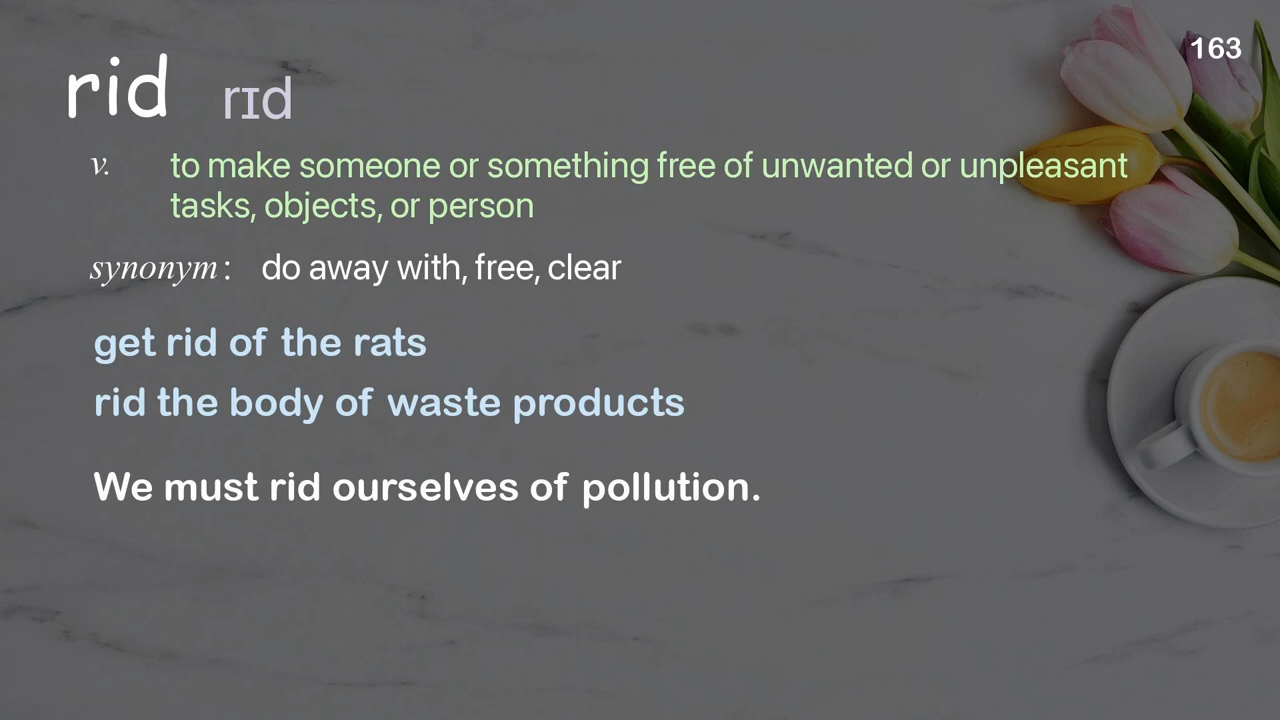 163
rid rɪd
v. to make someone or something free of unwanted or unpleasant
tasks, objects, or person
synonym: do away with, free, clear
get rid of the rats
rid the body of waste products
We must rid ourselves of pollution.